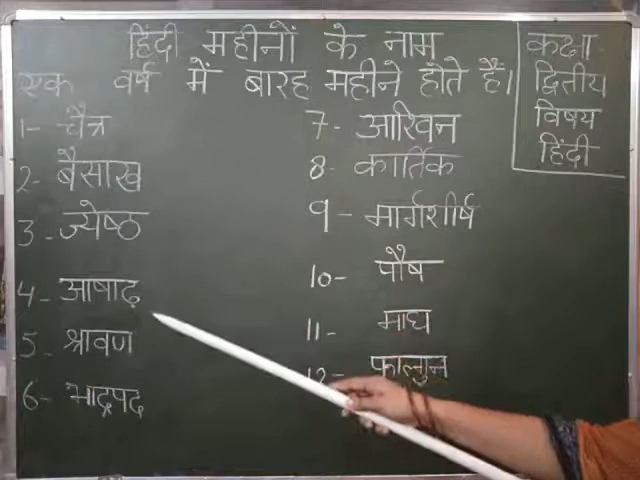 हिंदी महीनों के नाम
एक वर्ष में बारह महीने होते हैं।
1- चैत्र
2- बैसाख
3- ज्येष्ठ
4- आषाढ़
5- श्रावण
6- भाद्रपद
7- आश्विन
8- कार्तिक
9- मार्गशीर्ष
10- पौष
11- माघ
12- फाल्गुन
कक्षा
द्वितीय
विषय
हिंदी